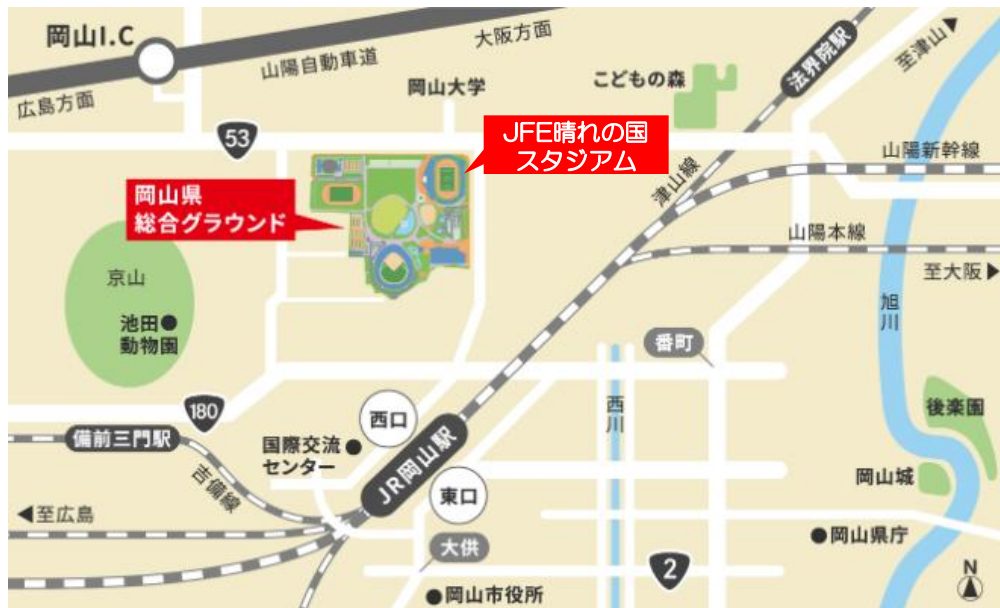 岡山I.C
大阪方面
山陽自動車道
広島方面
岡山大学
こどもの森
法界院駅
至津山▶
53
JFE晴れの国
スタジアム
岡山県
総合グラウンド
津山線
山陽新幹線
山陽本線
至大阪▶
京山
池田●
動物園
旭川
番町
180
西口
西川
後楽園
備前三門駅
国際交流●
センター
JR岡山駅
吉備線
東口
岡山城
◀至広島
大供
●岡山県庁
2
N
●岡山市役所